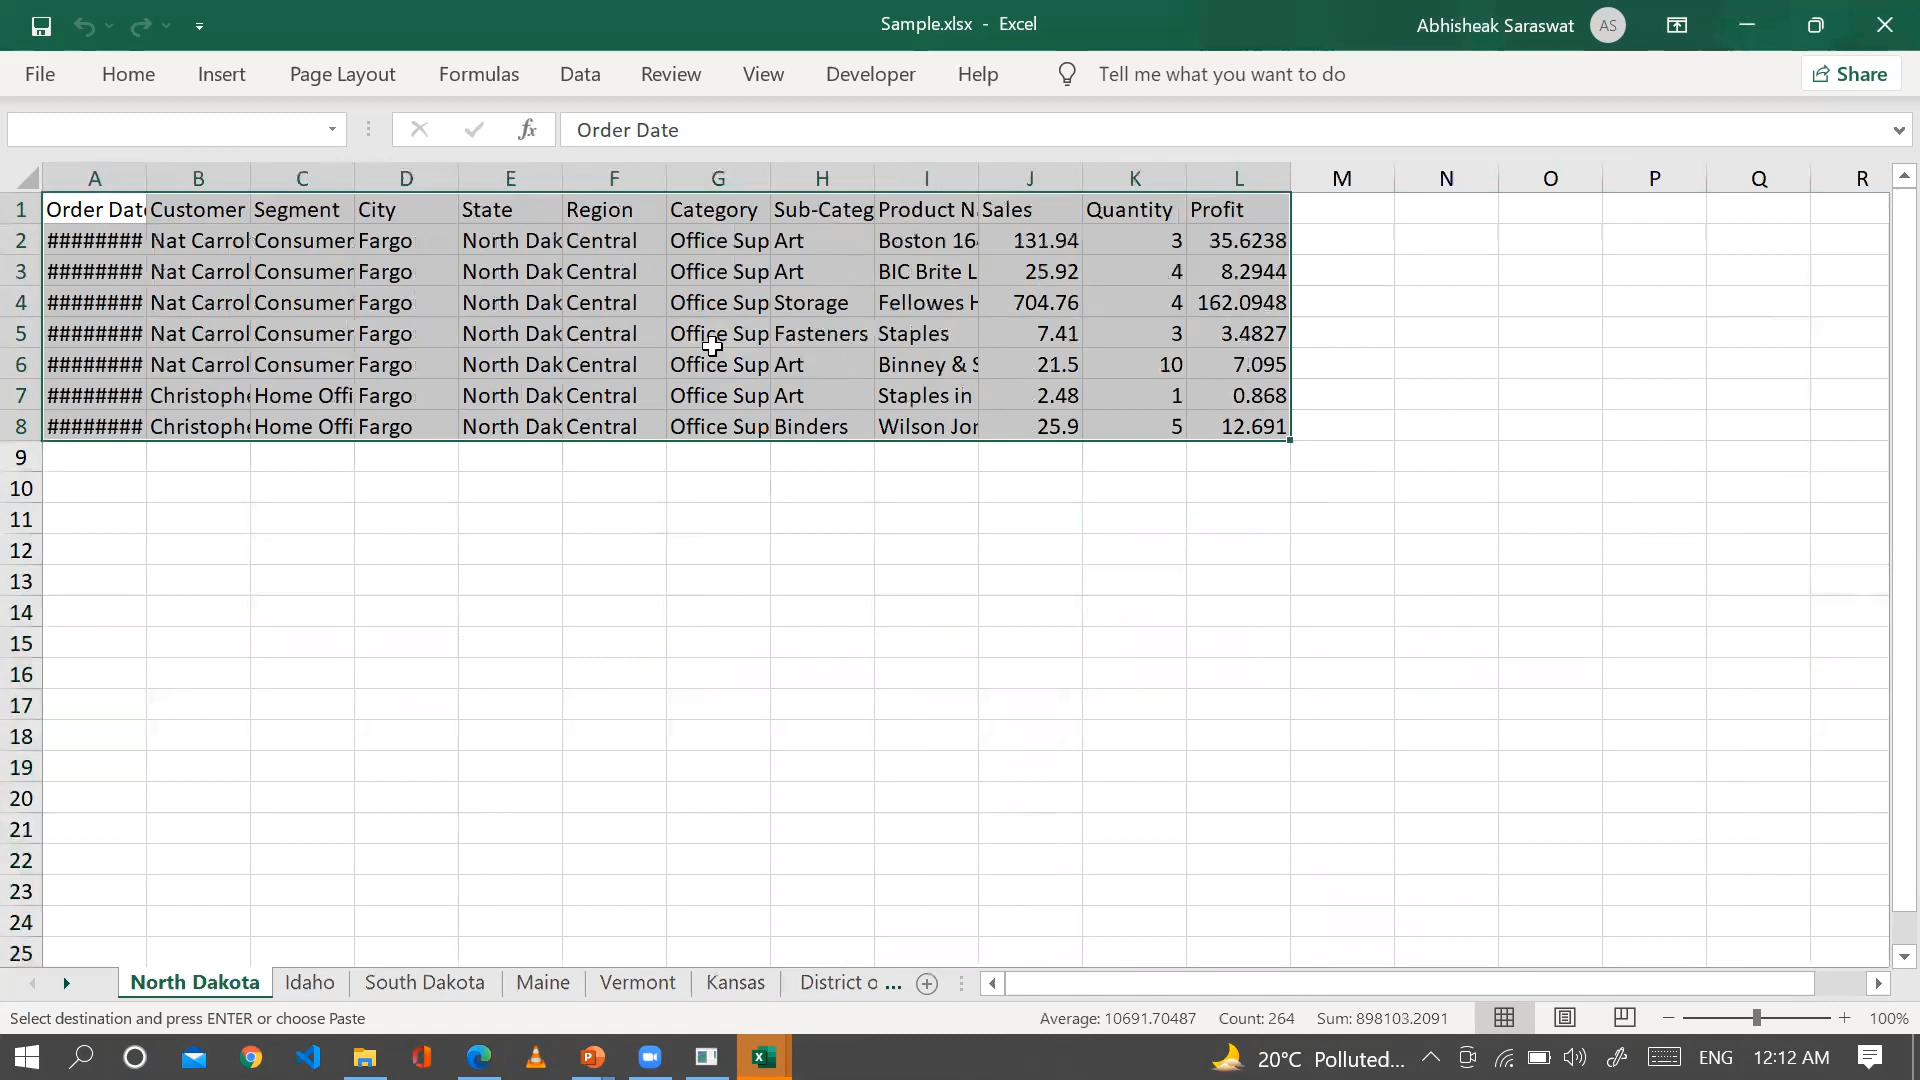 Sample.xlsx - Excel
Abhisheak Saraswat AS
File Home Insert Page Layout Formulas Data Review View Developer Help Tell me what you want to do Share
fx Order Date
A B C D E F G H I J K L M N O P Q R
1 Order Date Customer Segment City State Region Category Sub-Categ Product N Sales Quantity Profit
2 ######## Nat Carrol Consumer Fargo North Dak Central Office Sup Art Boston 16 131.94 3 35.6238
3 ######## Nat Carrol Consumer Fargo North Dak Central Office Sup Art BIC Brite L 25.92 4 8.2944
4 ######## Nat Carrol Consumer Fargo North Dak Central Office Sup Storage Fellowes H 704.76 4 162.0948
5 ######## Nat Carrol Consumer Fargo North Dak Central Office Sup Fasteners Staples 7.41 3 3.4827
6 ######## Nat Carrol Consumer Fargo North Dak Central Office Sup Art Binney & S 21.5 10 7.095
7 ######## Christophe Home Offi Fargo North Dak Central Office Sup Art Staples in 2.48 1 0.868
8 ######## Christophe Home Offi Fargo North Dak Central Office Sup Binders Wilson Jor 25.9 5 12.691
9
10
11
12
13
14
15
16
17
18
19
20
21
22
23
24
25
North Dakota Idaho South Dakota Maine Vermont Kansas District o ...
Select destination and press ENTER or choose Paste Average: 10691.70487 Count: 264 Sum: 898103.2091 100%
20°C Polluted... ENG 12:12 AM